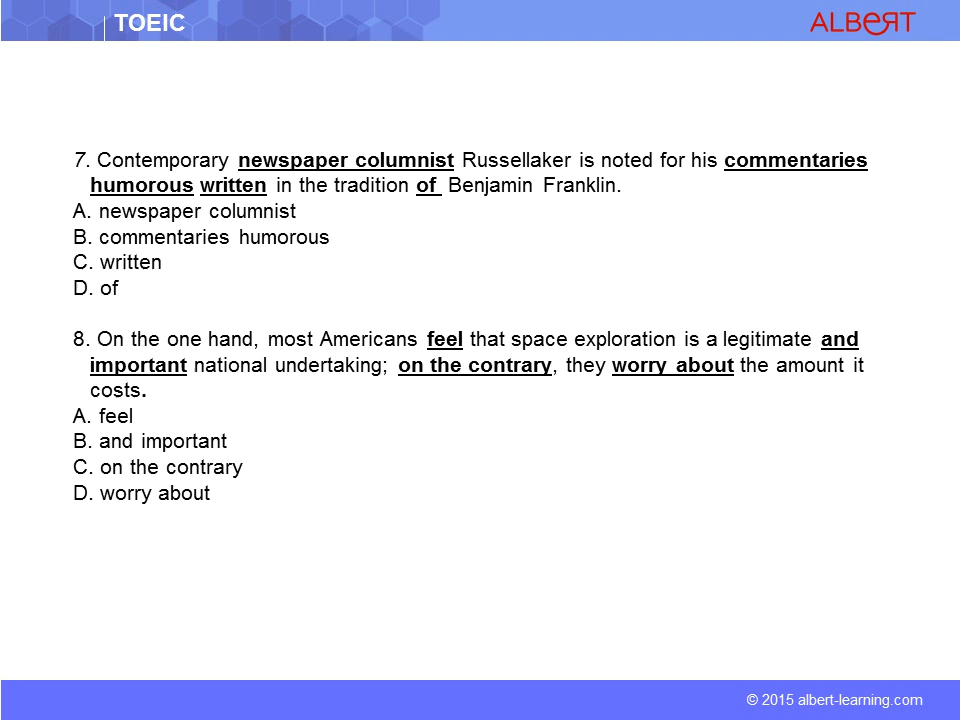 TOEIC
ALBERT
7. Contemporary newspaper columnist Russellaker is noted for his commentaries
humorous written in the tradition of Benjamin Franklin.
A. newspaper columnist
B. commentaries humorous
C. written
D. of
8. On the one hand, most Americans feel that space exploration is a legitimate and
important national undertaking; on the contrary, they worry about the amount it
costs.
A. feel
B. and important
C. on the contrary
D. worry about
© 2015 albert-learning.com